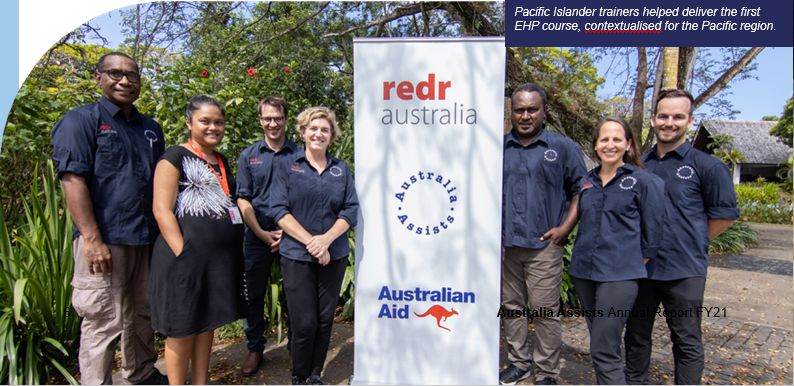 Pacific Islander trainers helped deliver the first
EHP course, contextualised for the Pacific region.
redr
australia
Australia
Assists
Australian
Aid
Australia Assists Annual Report FY21